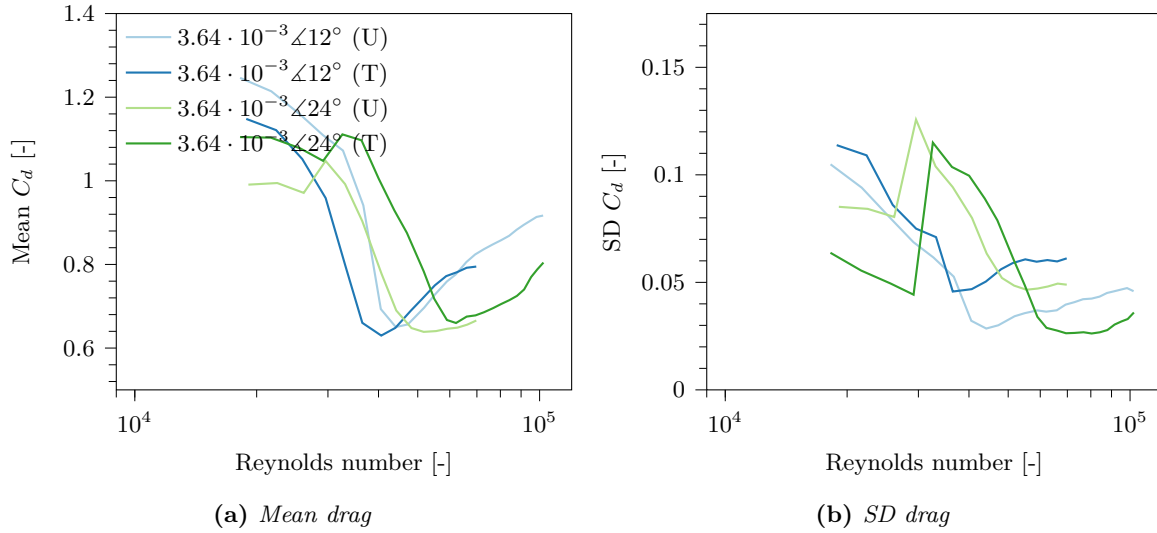 1.4
1.2
1
0.8
0.6
Mean C_d [-]
3.64 · 10⁻³∡12° (U)
3.64 · 10⁻³∡12° (T)
3.64 · 10⁻³∡24° (U)
3.64 · 10⁻³∡24° (T)
10⁴
10⁵
Reynolds number [-]
(a) Mean drag
0.15
0.1
0.05
0
SD C_d [-]
10⁴
10⁵
Reynolds number [-]
(b) SD drag